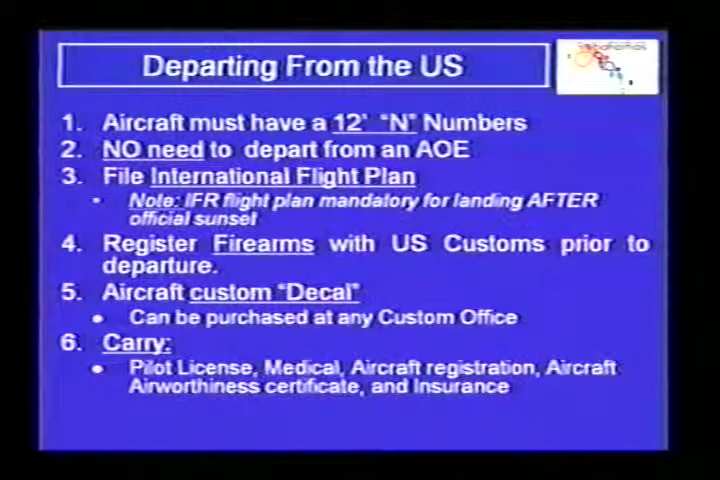 Departing From the US
1. Aircraft must have a 12' "N" Numbers
2. NO need to depart from an AOE
3. File International Flight Plan
• Note: IFR flight plan mandatory for landing AFTER
official sunset
4. Register Firearms with US Customs prior to
departure.
5. Aircraft custom "Decal"
• Can be purchased at any Custom Office
6. Carry:
• Pilot License, Medical, Aircraft registration, Aircraft
Airworthiness certificate, and Insurance